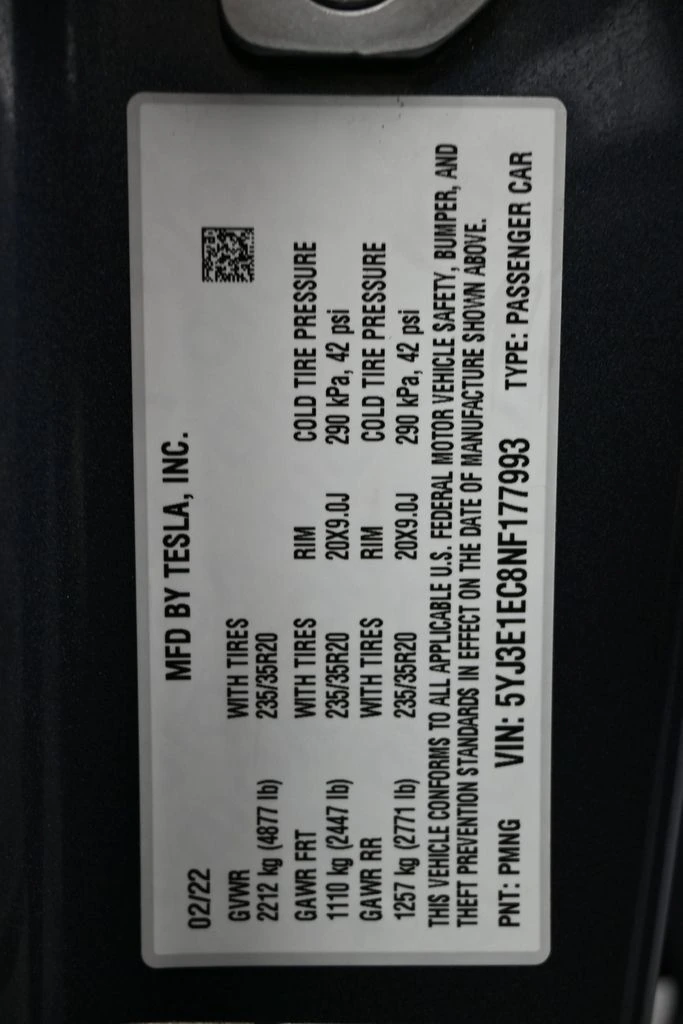 MFD BY TESLA, INC.
02/22
GVWR WITH TIRES
2212 kg (4877 lb) 235/35R20
GAWR FRT WITH TIRES RIM COLD TIRE PRESSURE
1110 kg (2447 lb) 235/35R20 20X9.0J 290 kPa, 42 psi
GAWR RR WITH TIRES RIM COLD TIRE PRESSURE
1257 kg (2771 lb) 235/35R20 20X9.0J 290 kPa, 42 psi
THIS VEHICLE CONFORMS TO ALL APPLICABLE U.S. FEDERAL MOTOR VEHICLE SAFETY, BUMPER, AND
THEFT PREVENTION STANDARDS IN EFFECT ON THE DATE OF MANUFACTURE SHOWN ABOVE.
PNT: PMNG VIN: 5YJ3E1EC8NF177993 TYPE: PASSENGER CAR